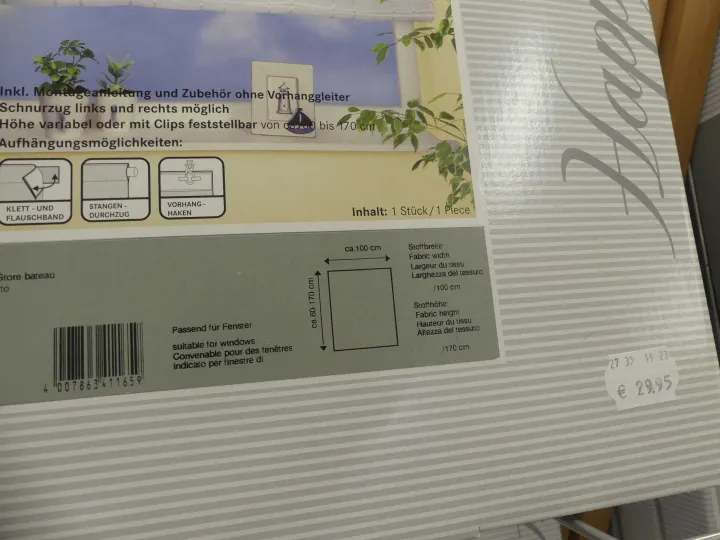 Inkl. Montageanleitung und Zubehör ohne Vorhanggleiter
Schnurzug links und rechts möglich
Höhe variabel oder mit Clips feststellbar von bis 170 cm
Aufhängungsmöglichkeiten:
KLETT - UND
FLAUSCHBAND
STANGEN-
DURCHZUG
VORHANG-
HAKEN
Inhalt: 1 Stück / 1 Piece
Happ
Store bateau
ca.100 cm
ca.60-170 cm
Stoffbreite:
Fabric width
Largeur du tissu
Larghezza del tessuto
/100 cm
Stoffhöhe:
Fabric height
Hauteur du tissu
Altezza del tessuto
/170 cm
Passend für Fenster
suitable for windows
Convenable pour des fenêtres
indicato per finestre di
4 007863 411659
€ 29.95